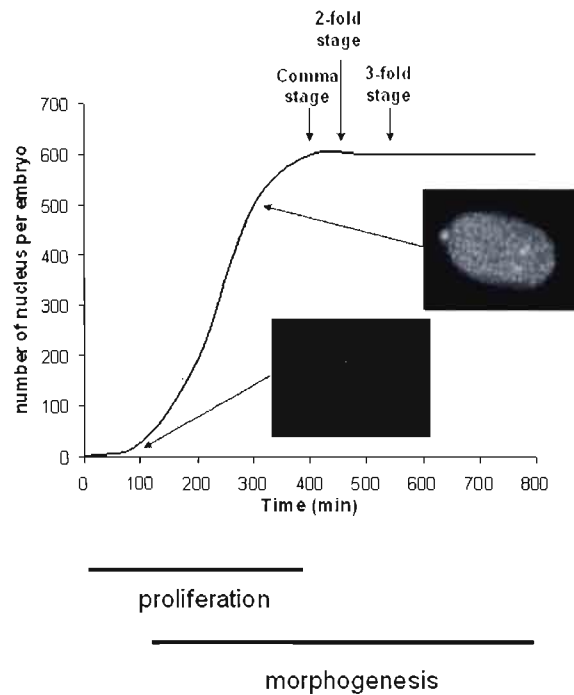 2-fold
stage
Comma
stage
3-fold
stage
number of nucleus per embryo
700
600
500
400
300
200
100
0
0 100 200 300 400 500 600 700 800
Time (min)
proliferation
morphogenesis